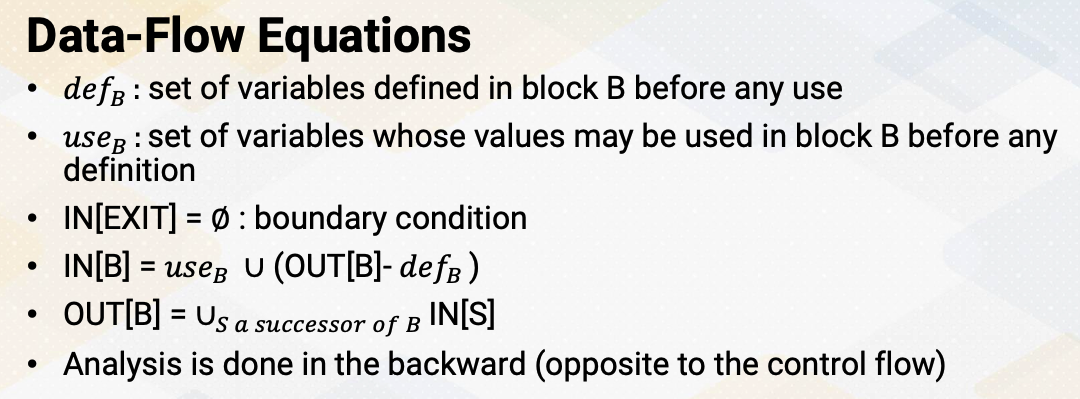 Data-Flow Equations
• def_B : set of variables defined in block B before any use
• use_B : set of variables whose values may be used in block B before any
definition
• IN[EXIT] = ∅ : boundary condition
• IN[B] = use_B ∪ (OUT[B]- def_B )
• OUT[B] = ∪_S a successor of B IN[S]
• Analysis is done in the backward (opposite to the control flow)